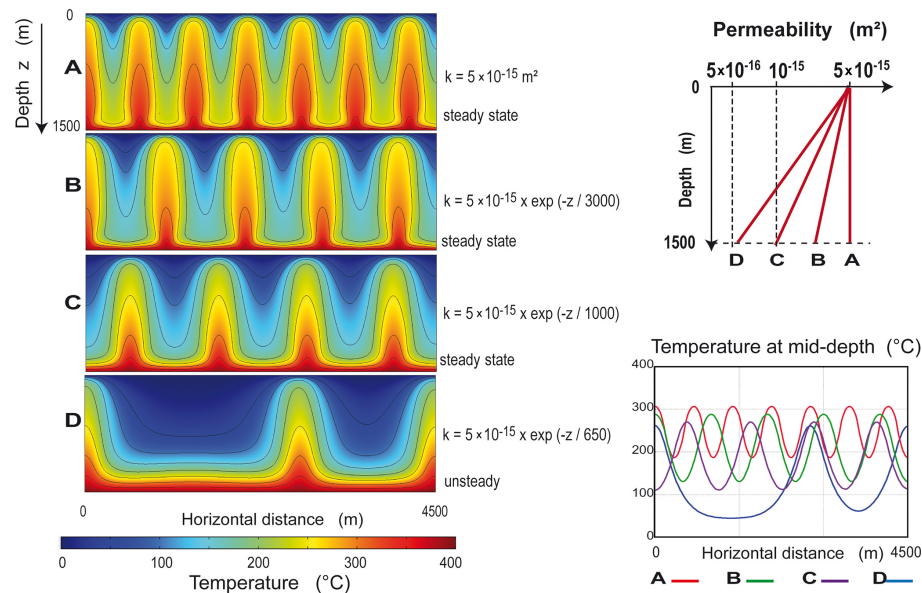 0
(m)
Depth z
1500
A
k = 5×10-15 m²
steady state
B
k = 5×10-15 x exp (-z / 3000)
steady state
C
k = 5×10-15 x exp (-z / 1000)
steady state
D
k = 5×10-15 x exp (-z / 650)
unsteady
0 Horizontal distance (m) 4500
0 100 200 300 400
Temperature (°C)
Permeability (m²)
5×10-16 10-15 5×10-15
0
Depth (m)
1500
D C B A
Temperature at mid-depth (°C)
400
300
200
100
0
0 Horizontal distance (m) 4500
A B C D